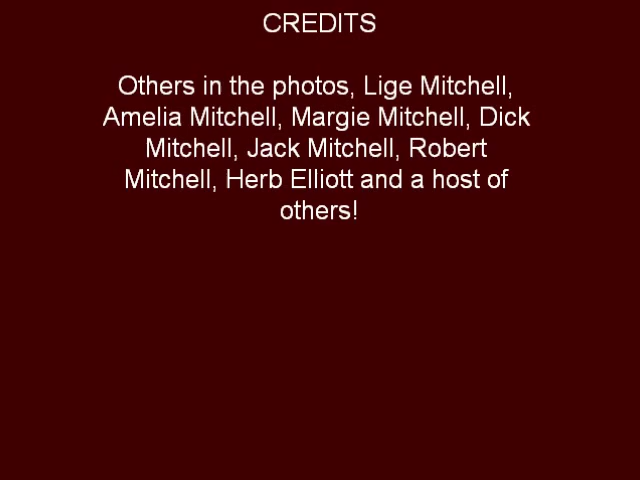 CREDITS
Others in the photos, Lige Mitchell,
Amelia Mitchell, Margie Mitchell, Dick
Mitchell, Jack Mitchell, Robert
Mitchell, Herb Elliott and a host of
others!